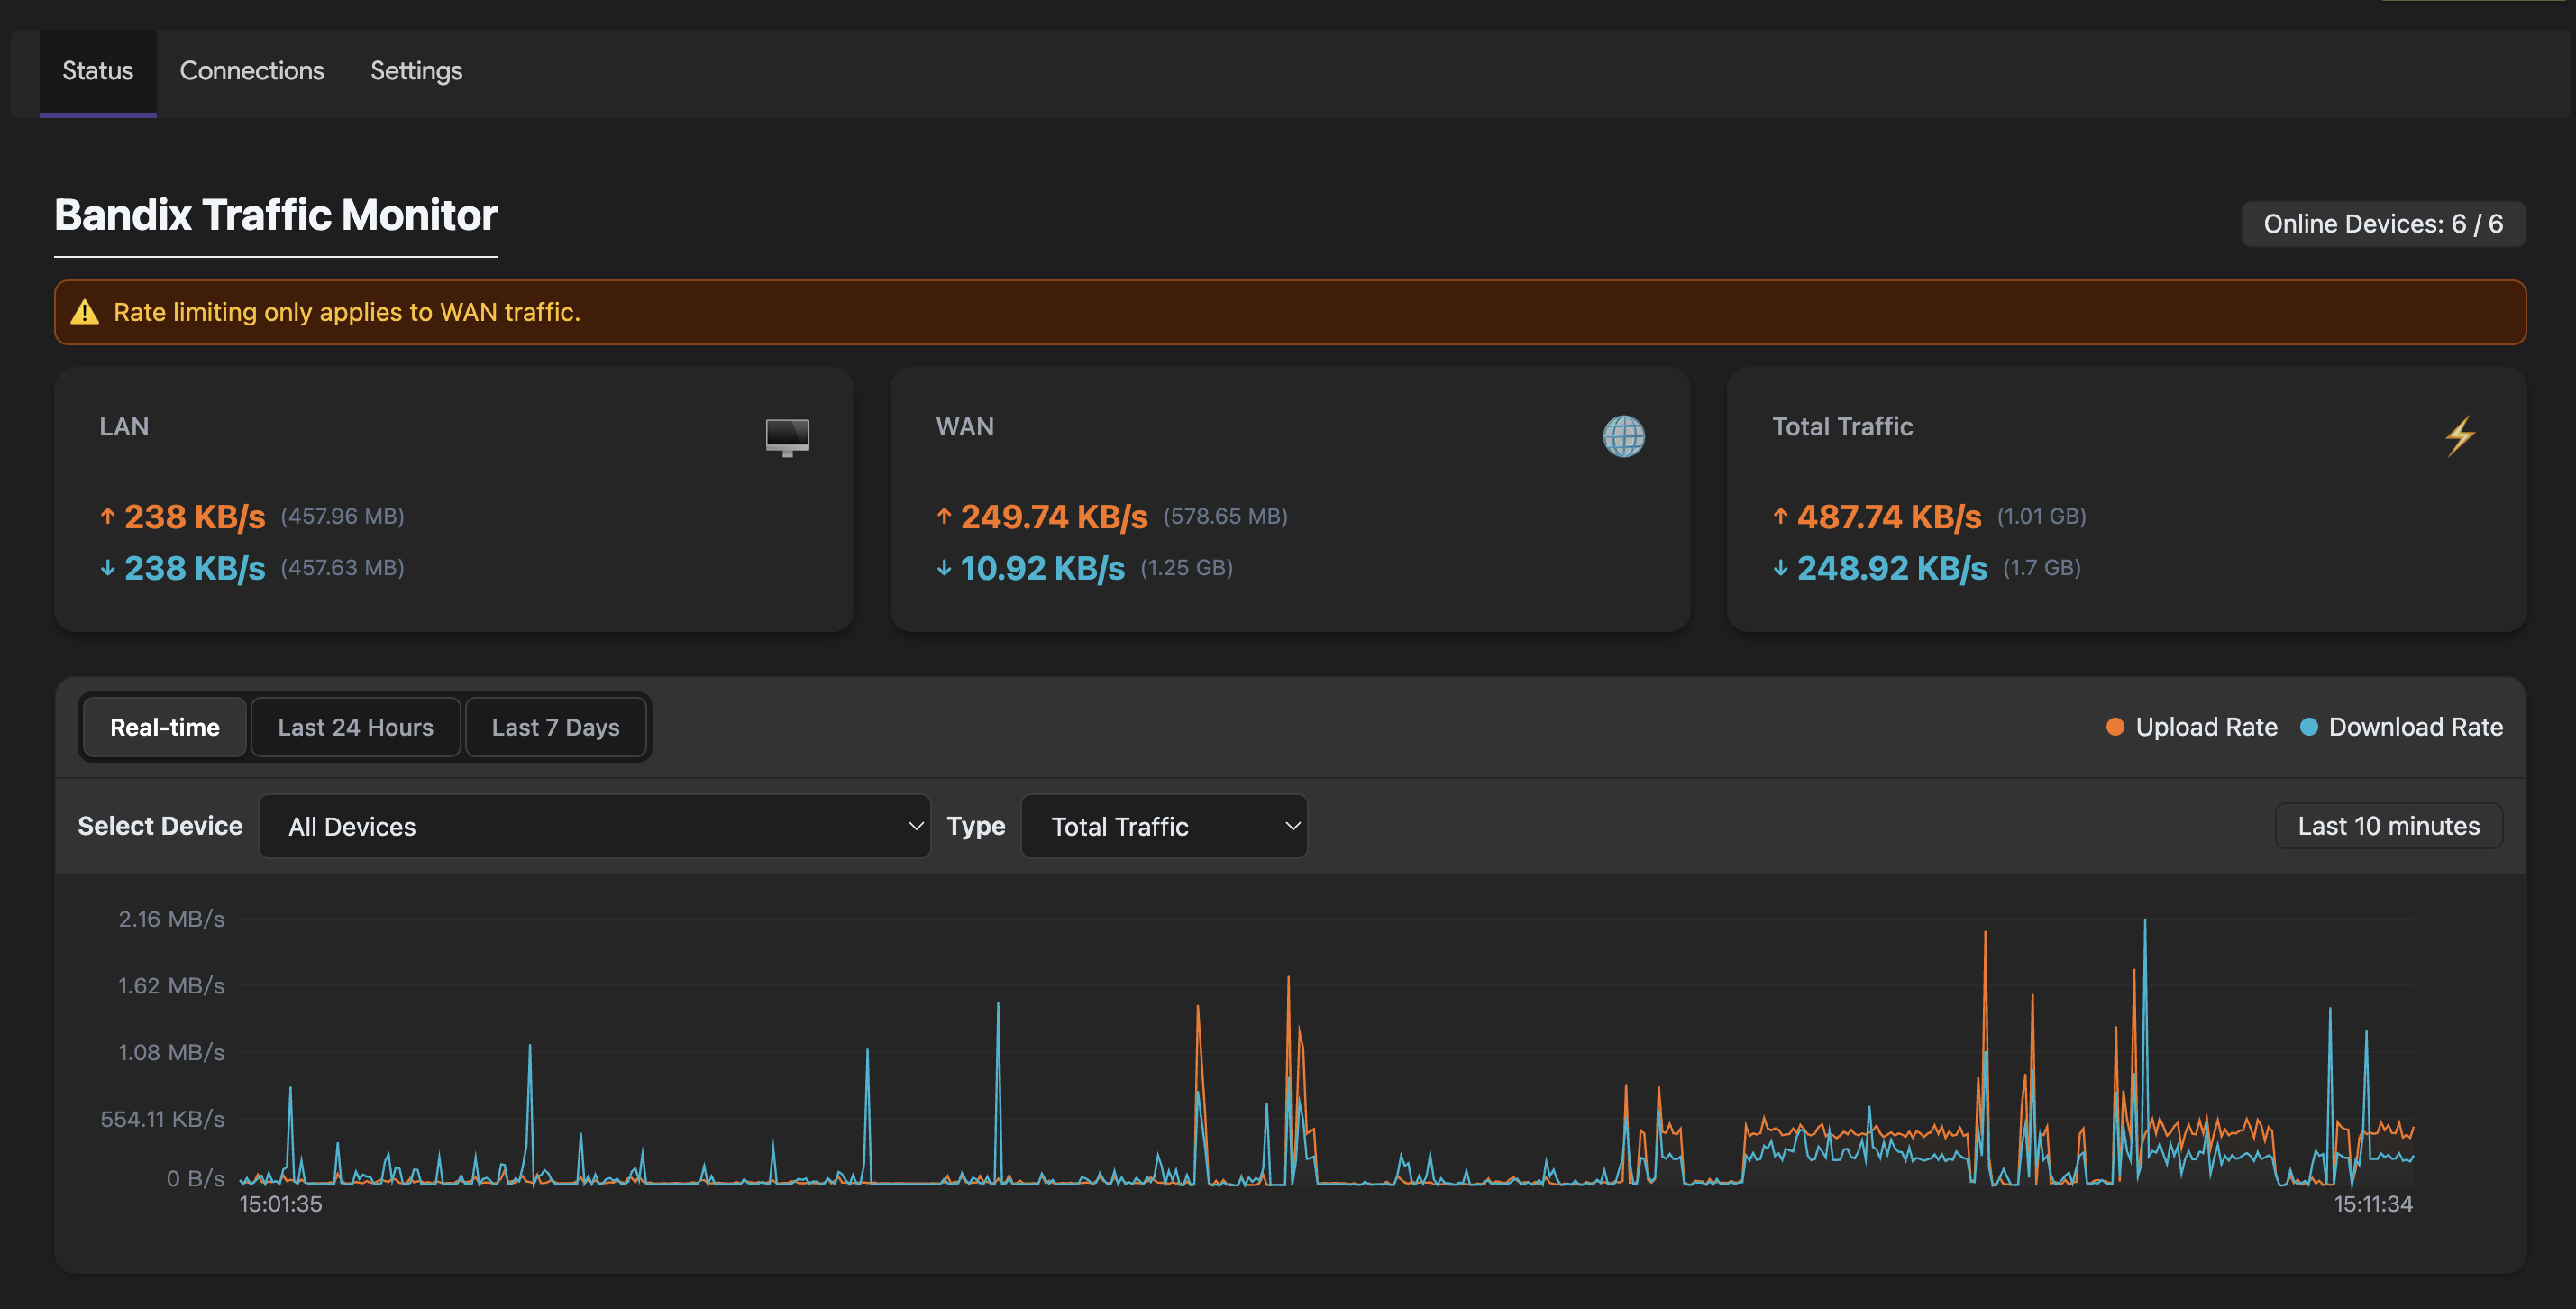 Status Connections Settings
Bandix Traffic Monitor
Online Devices: 6 / 6
Rate limiting only applies to WAN traffic.
LAN
↑ 238 KB/s (457.96 MB)
↓ 238 KB/s (457.63 MB)
WAN
↑ 249.74 KB/s (578.65 MB)
↓ 10.92 KB/s (1.25 GB)
Total Traffic
↑ 487.74 KB/s (1.01 GB)
↓ 248.92 KB/s (1.7 GB)
Real-time Last 24 Hours Last 7 Days
Upload Rate Download Rate
Select Device All Devices Type Total Traffic
Last 10 minutes
2.16 MB/s
1.62 MB/s
1.08 MB/s
554.11 KB/s
0 B/s
15:01:35 15:11:34